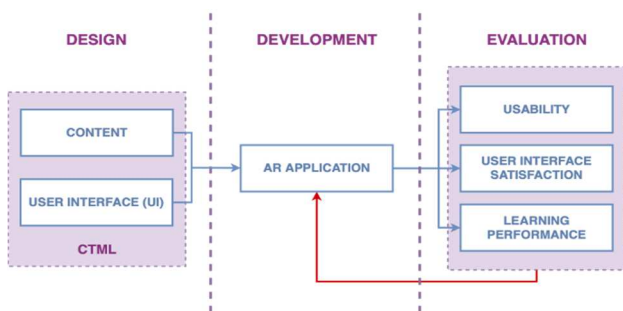 DESIGN
DEVELOPMENT
EVALUATION
CONTENT
USER INTERFACE (UI)
CTML
AR APPLICATION
USABILITY
USER INTERFACE
SATISFACTION
LEARNING
PERFORMANCE